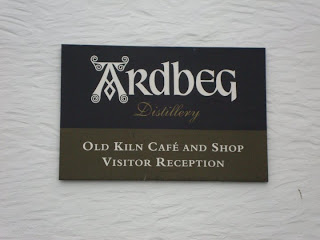 Ardbeg
Distillery
Old Kiln Café and Shop
Visitor Reception